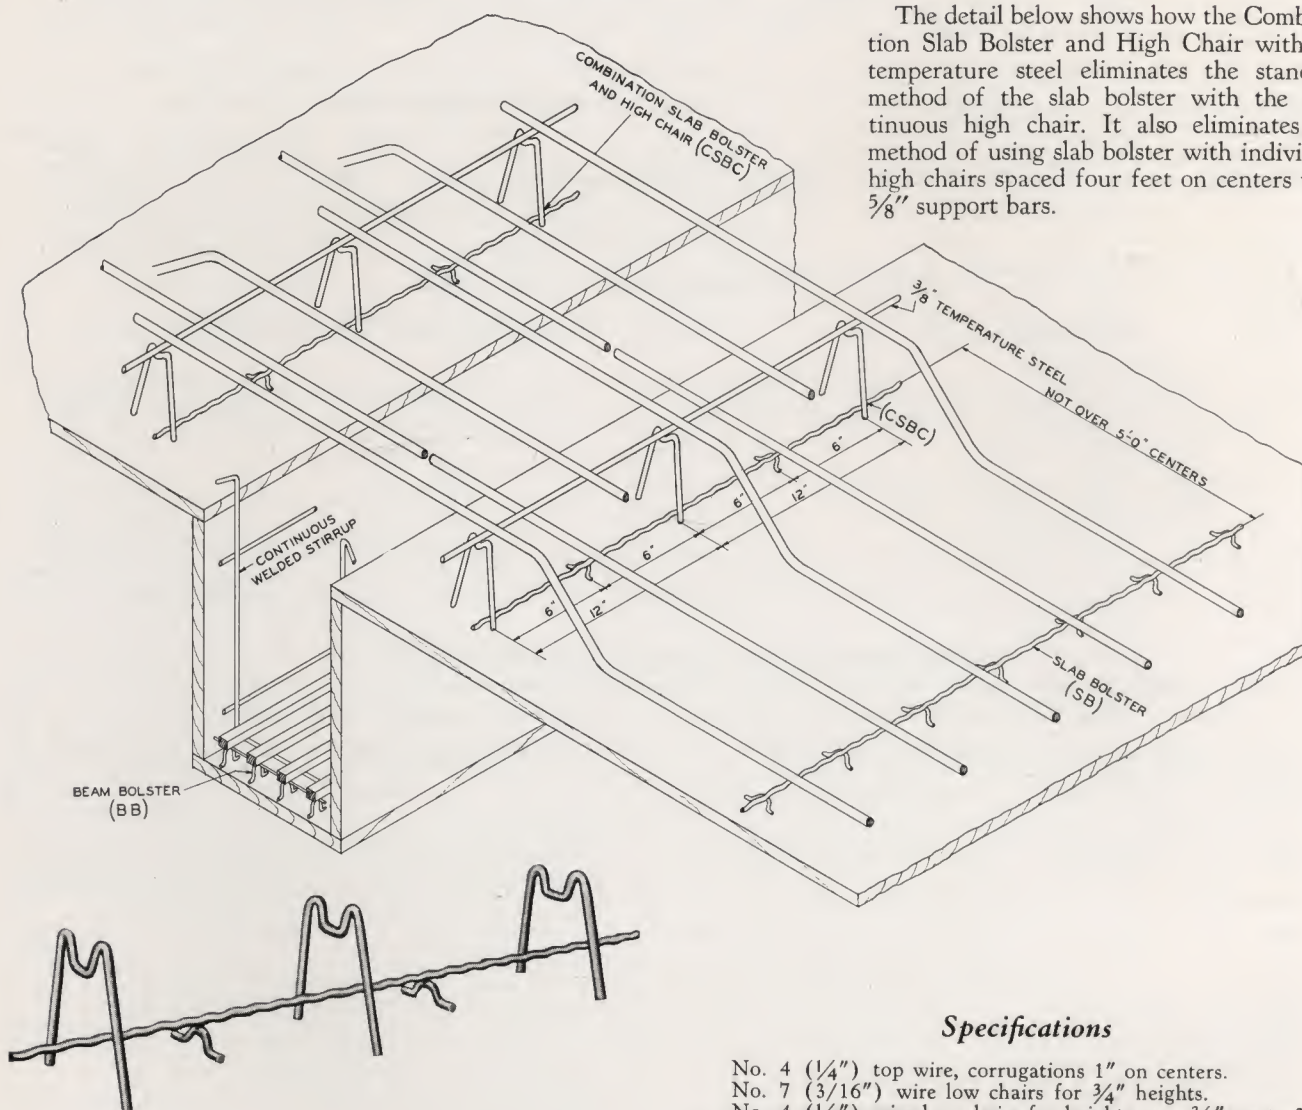 The detail below shows how the Comb
tion Slab Bolster and High Chair with
temperature steel eliminates the stan
method of the slab bolster with the
tinuous high chair. It also eliminates
method of using slab bolster with indivi
high chairs spaced four feet on centers
5/8" support bars.
COMBINATION SLAB BOLSTER
AND HIGH CHAIR (CSBC)
3/8" TEMPERATURE STEEL
NOT OVER 5'-0" CENTERS
(CSBC)
6"
12"
6"
6"
12"
6"
CONTINUOUS
WELDED STIRRUP
SLAB BOLSTER
(SB)
BEAM BOLSTER
(BB)
Specifications
No. 4 (1/4") top wire, corrugations 1" on centers.
No. 7 (3/16") wire low chairs for 3/4" heights.